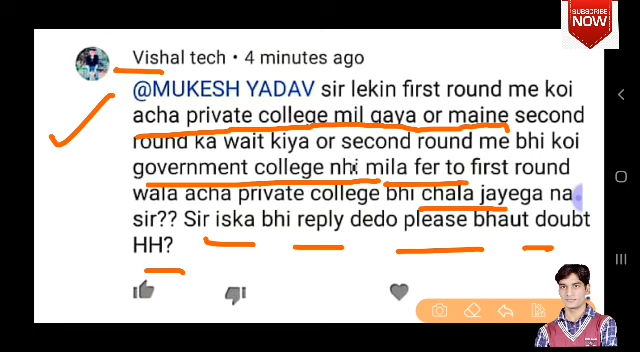 SUBSCRIBE
NOW
Vishal tech • 4 minutes ago
@MUKESH YADAV sir lekin first round me koi
acha private college mil gaya or maine second
round ka wait kiya or second round me bhi koi
government college nhi mila fer to first round
wala acha private college bhi chala jayega na
sir?? Sir iska bhi reply dedo please bhaut doubt
HH?